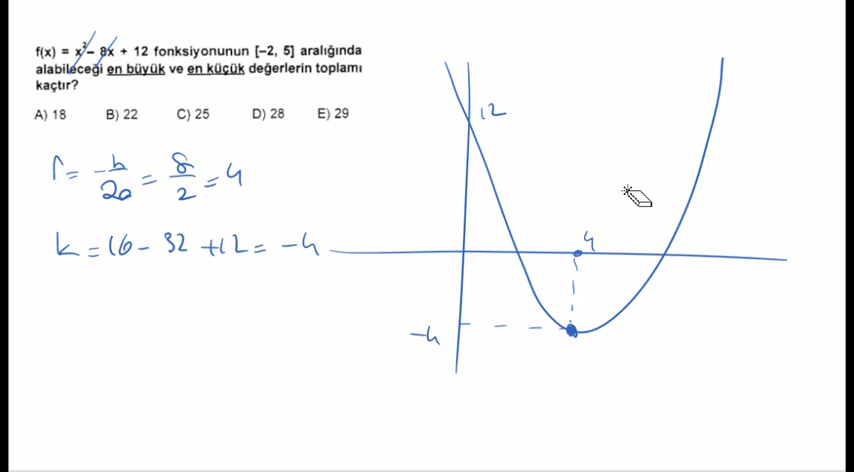 f(x) = x² – 8x + 12 fonksiyonunun [–2, 5] aralığında
alabileceği en büyük ve en küçük değerlerin toplamı
kaçtır?
A) 18 B) 22 C) 25 D) 28 E) 29
r = -b/2a = 8/2 = 4
k = 16 - 32 + 12 = -4
12
4
-4